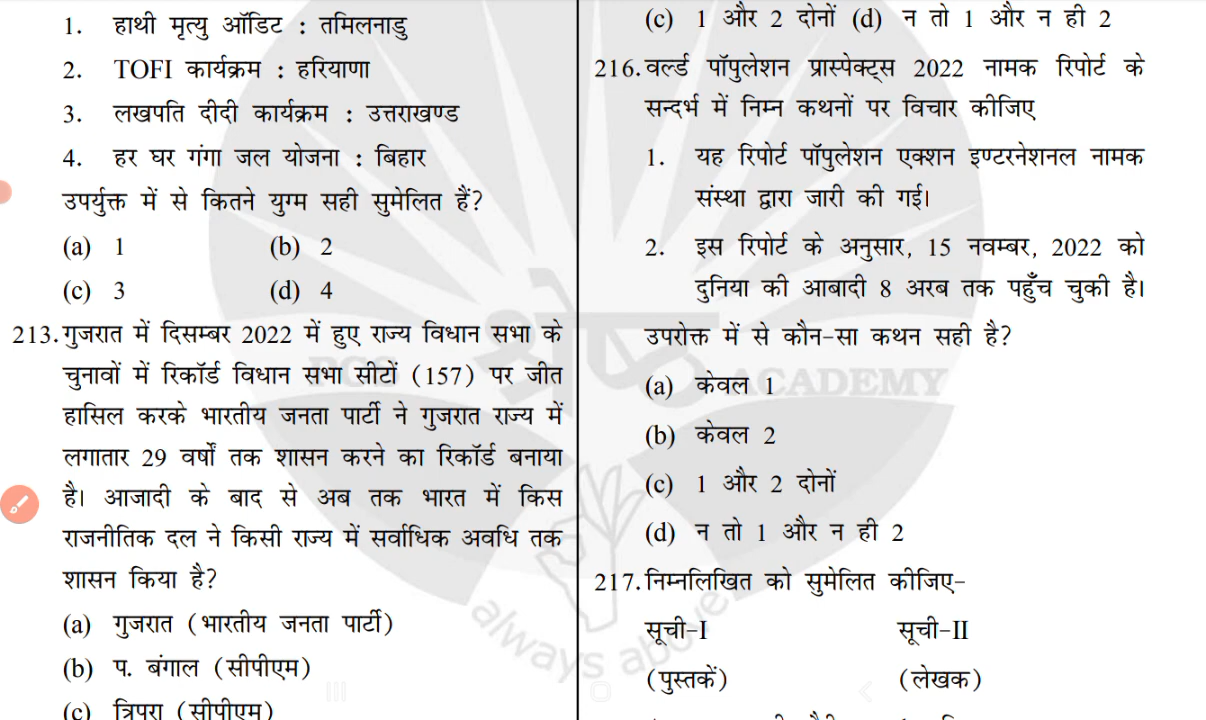 1. हाथी मृत्यु ऑडिट : तमिलनाडु
2. TOFI कार्यक्रम : हरियाणा
3. लखपति दीदी कार्यक्रम : उत्तराखण्ड
4. हर घर गंगा जल योजना : बिहार
उपर्युक्त में से कितने युग्म सही सुमेलित हैं?
(a) 1 (b) 2
(c) 3 (d) 4
213. गुजरात में दिसम्बर 2022 में हुए राज्य विधान सभा के
चुनावों में रिकॉर्ड विधान सभा सीटों (157) पर जीत
हासिल करके भारतीय जनता पार्टी ने गुजरात राज्य में
लगातार 29 वर्षों तक शासन करने का रिकॉर्ड बनाया
है। आजादी के बाद से अब तक भारत में किस
राजनीतिक दल ने किसी राज्य में सर्वाधिक अवधि तक
शासन किया है?
(a) गुजरात (भारतीय जनता पार्टी)
(b) प. बंगाल (सीपीएम)
(c) त्रिपुरा (सीपीएम)
(c) 1 और 2 दोनों (d) न तो 1 और न ही 2
216. वर्ल्ड पॉपुलेशन प्रास्पेक्ट्स 2022 नामक रिपोर्ट के
सन्दर्भ में निम्न कथनों पर विचार कीजिए
1. यह रिपोर्ट पॉपुलेशन एक्शन इण्टरनेशनल नामक
संस्था द्वारा जारी की गई।
2. इस रिपोर्ट के अनुसार, 15 नवम्बर, 2022 को
दुनिया की आबादी 8 अरब तक पहुँच चुकी है।
उपरोक्त में से कौन-सा कथन सही है?
(a) केवल 1
(b) केवल 2
(c) 1 और 2 दोनों
(d) न तो 1 और न ही 2
217. निम्नलिखित को सुमेलित कीजिए-
सूची-I सूची-II
(पुस्तकें) (लेखक)
PCS ACADEMY
श्रेष्ठ
always above